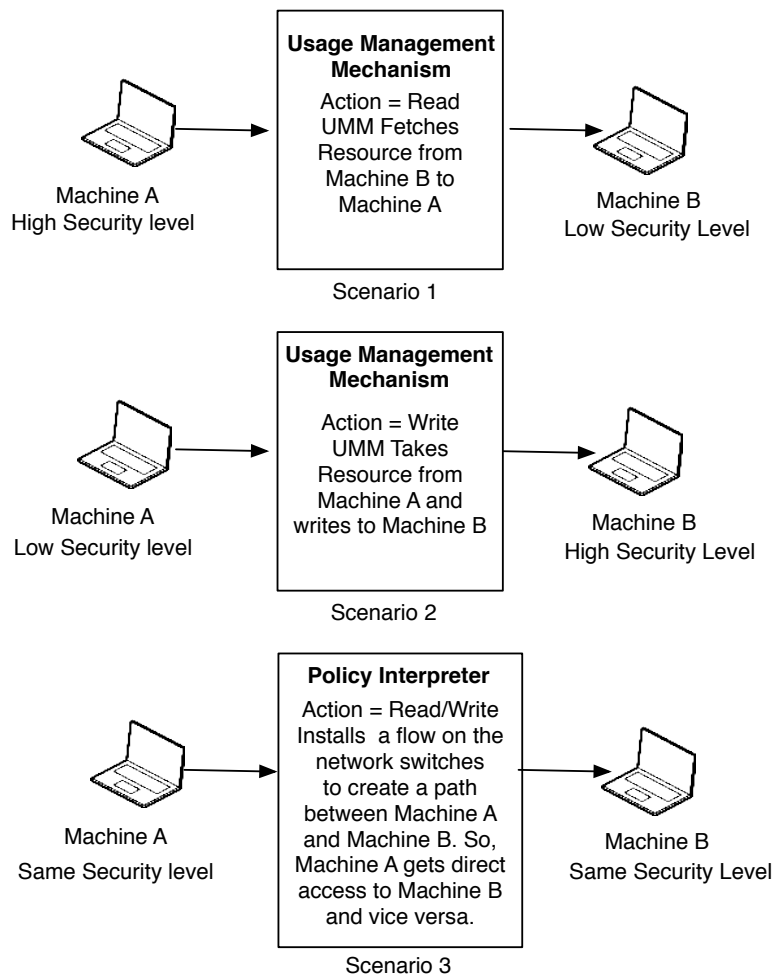 Usage Management
Mechanism
Action = Read
UMM Fetches
Resource from
Machine B to
Machine A
Machine A
High Security level
Machine B
Low Security Level
Scenario 1
Usage Management
Mechanism
Action = Write
UMM Takes
Resource from
Machine A and
writes to Machine B
Machine A
Low Security level
Machine B
High Security Level
Scenario 2
Policy Interpreter
Action = Read/Write
Installs a flow on the
network switches
to create a path
between Machine A
and Machine B. So,
Machine A gets direct
access to Machine B
and vice versa.
Machine A
Same Security level
Machine B
Same Security Level
Scenario 3